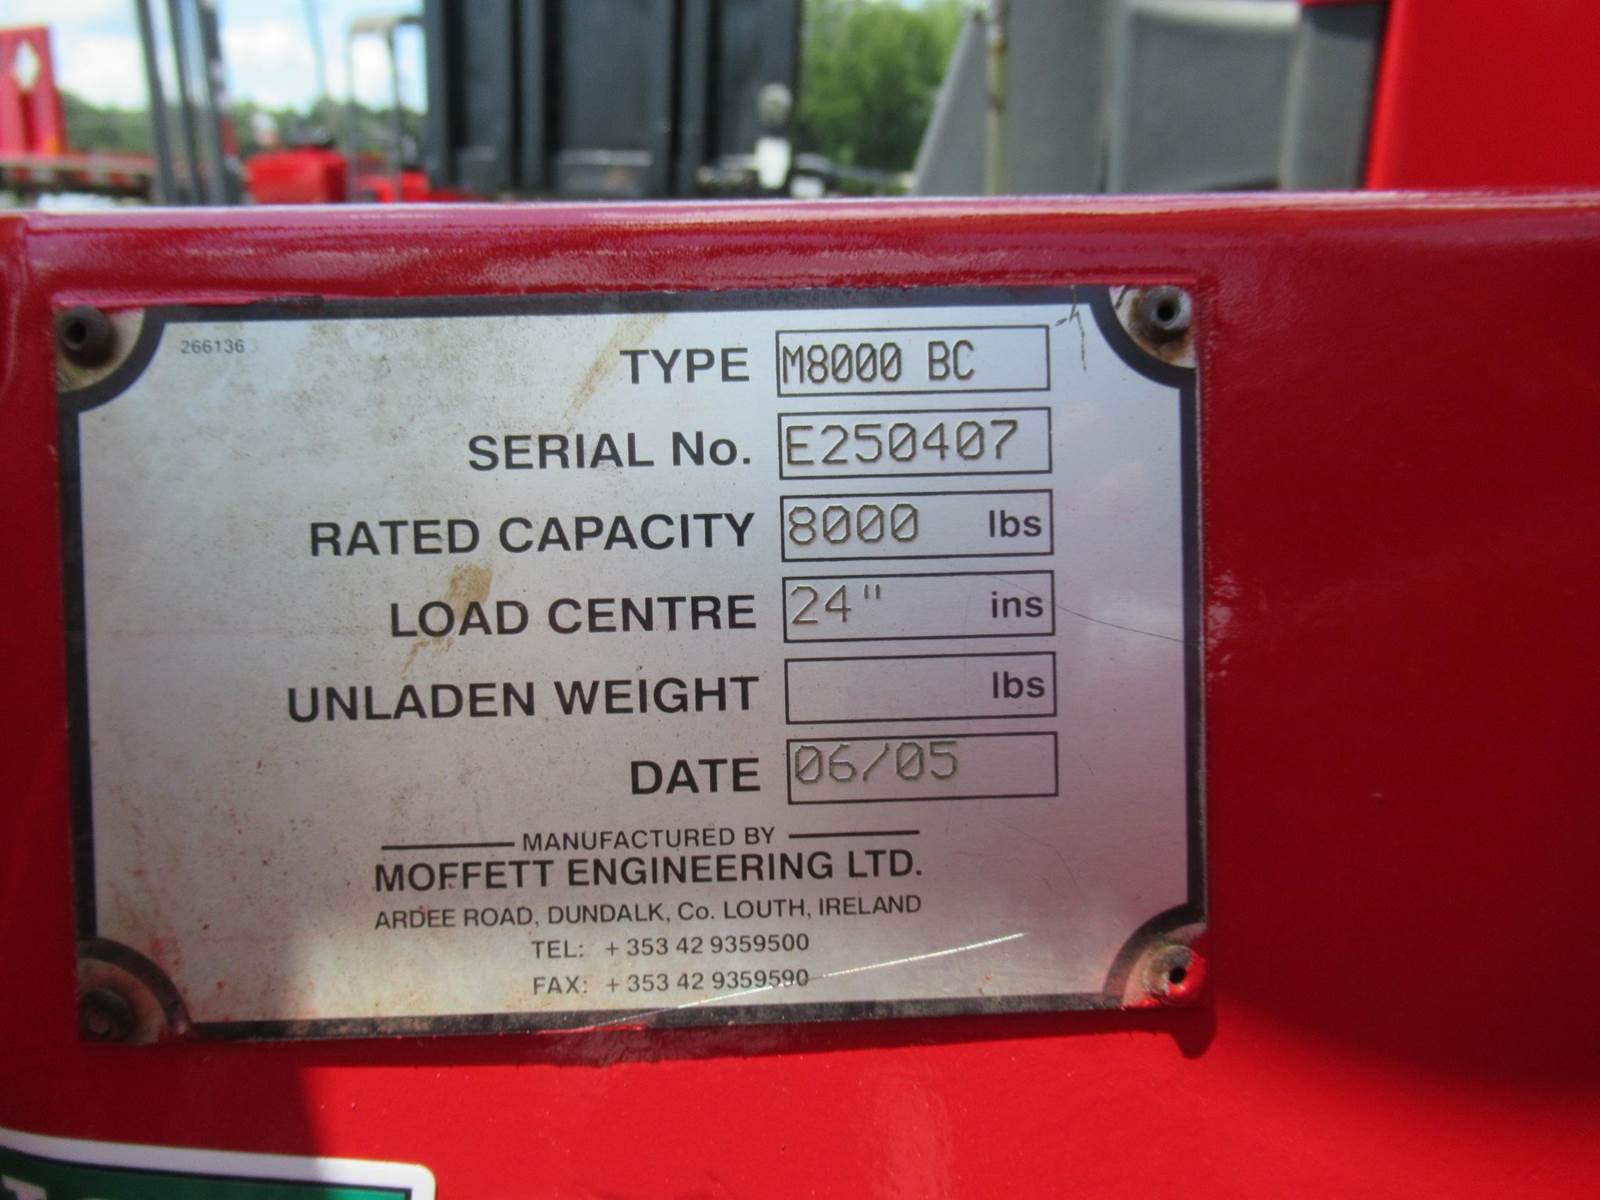 266136
TYPE M8000 BC
SERIAL No. E250407
RATED CAPACITY 8000 lbs
LOAD CENTRE 24" ins
UNLADEN WEIGHT lbs
DATE 06/05
MANUFACTURED BY
MOFFETT ENGINEERING LTD.
ARDEE ROAD, DUNDALK, Co. LOUTH, IRELAND
TEL: +353 42 9359500
FAX: +353 42 9359590